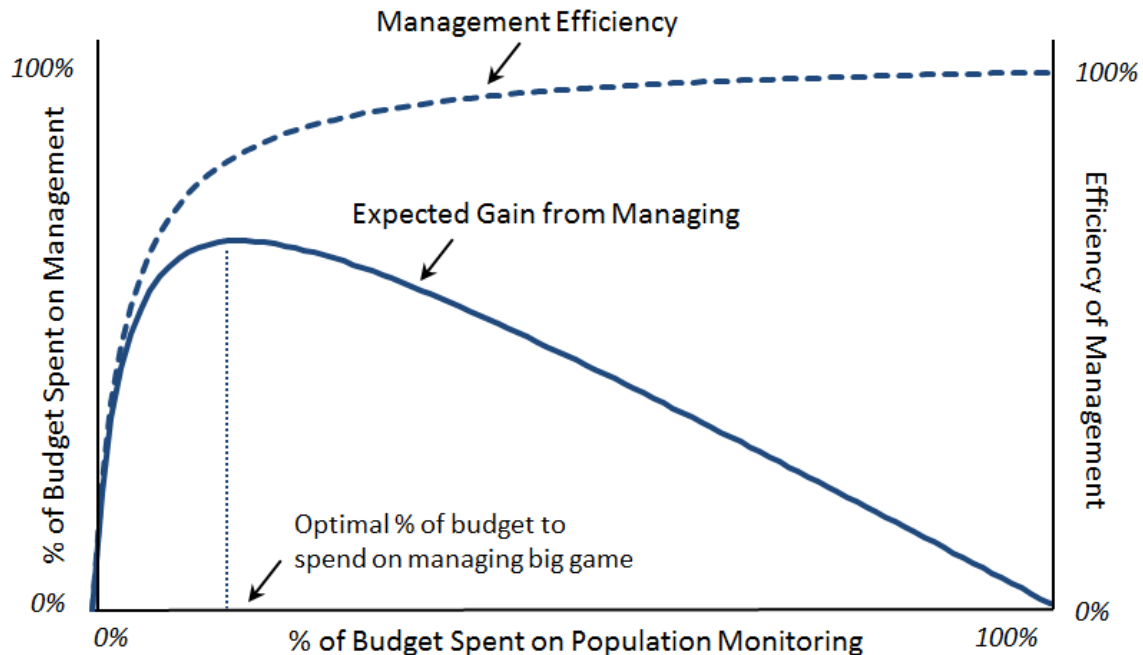 Management Efficiency
100%
100%
% of Budget Spent on Management
Efficiency of Management
Expected Gain from Managing
Optimal % of budget to
spend on managing big game
0%
0%
0%
% of Budget Spent on Population Monitoring
100%